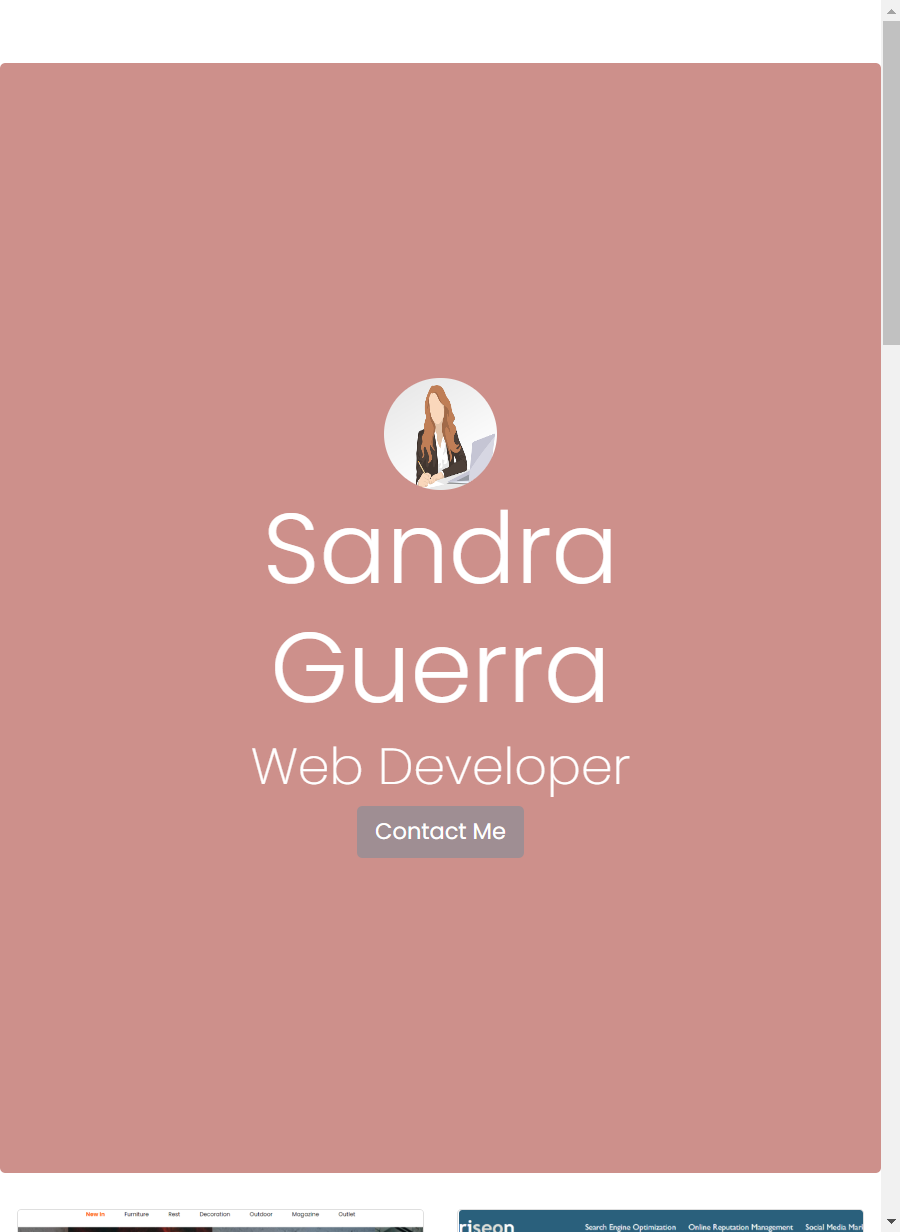 Sandra
Guerra
Web Developer
Contact Me
New In Furniture Rest Decoration Outdoor Magazine Outlet
riseon Search Engine Optimization Online Reputation Management Social Media Mar